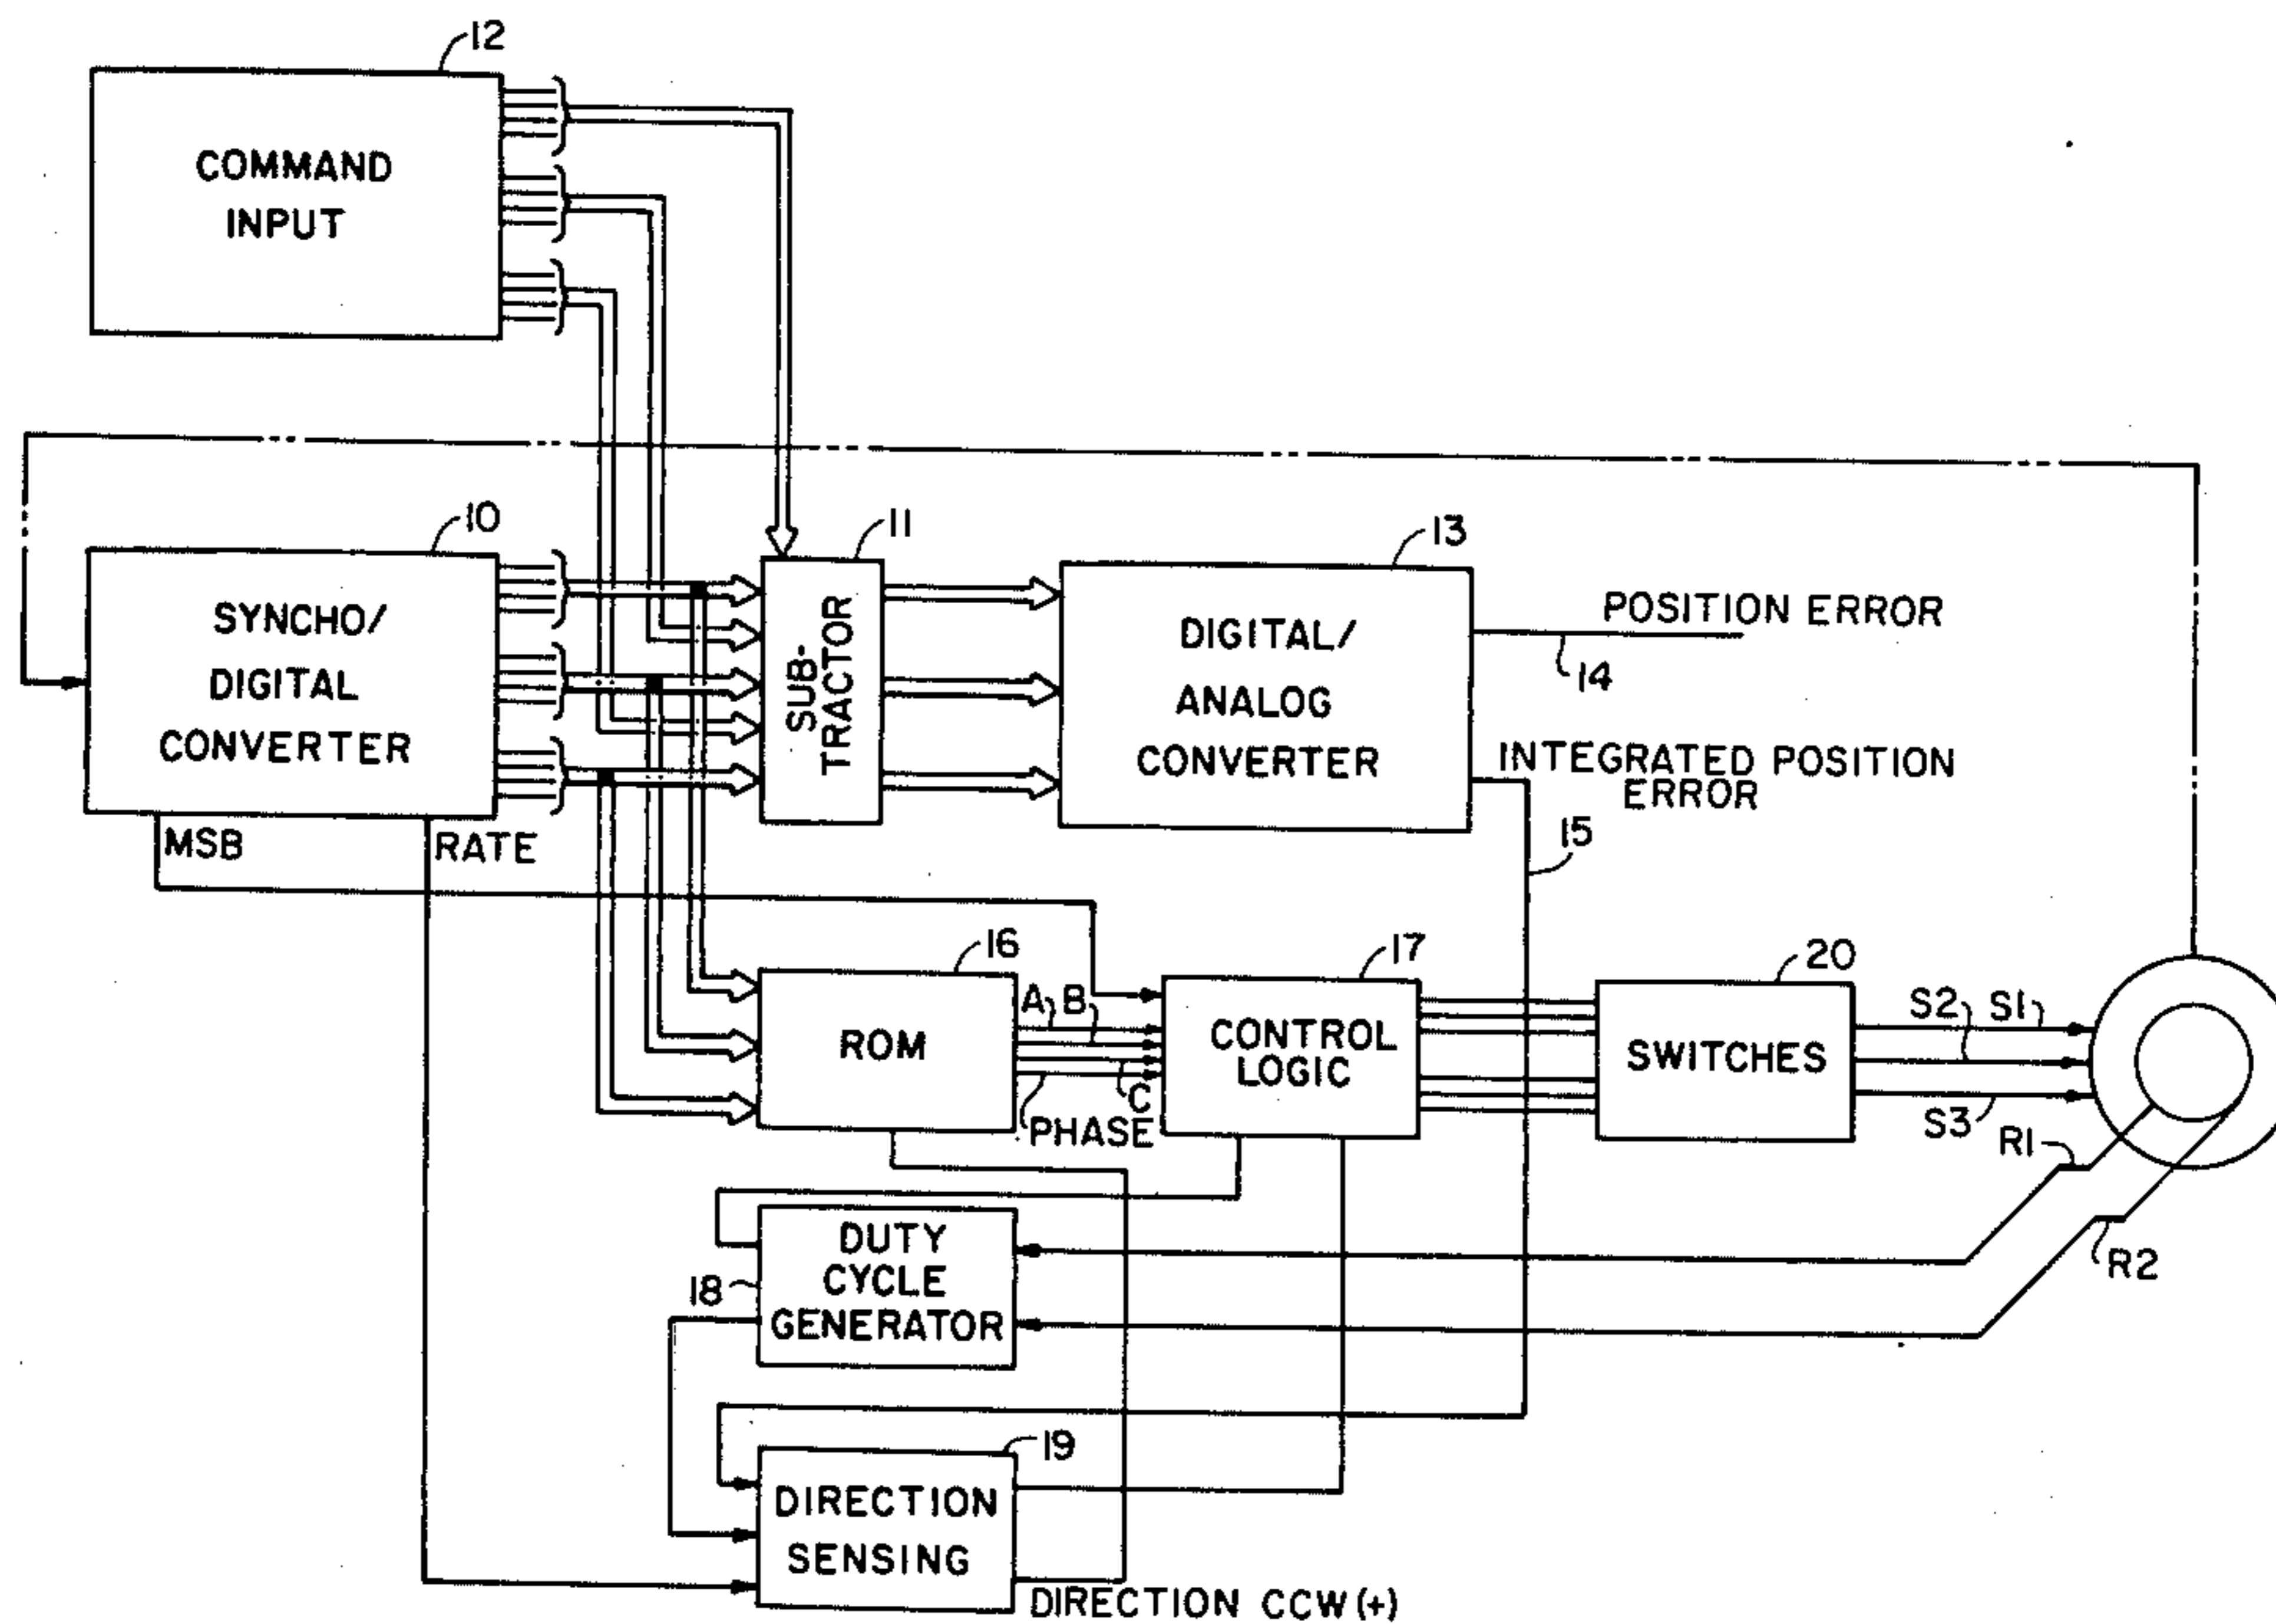 12
COMMAND
INPUT
10
SYNCHO/
DIGITAL
CONVERTER
MSB
RATE
11
SUB-
TRACTOR
13
DIGITAL/
ANALOG
CONVERTER
POSITION ERROR
14
INTEGRATED POSITION
ERROR
15
16
ROM
A
B
C
PHASE
17
CONTROL
LOGIC
20
SWITCHES
S2
S1
S3
R1
R2
18
DUTY
CYCLE
GENERATOR
19
DIRECTION
SENSING
DIRECTION CCW (+)